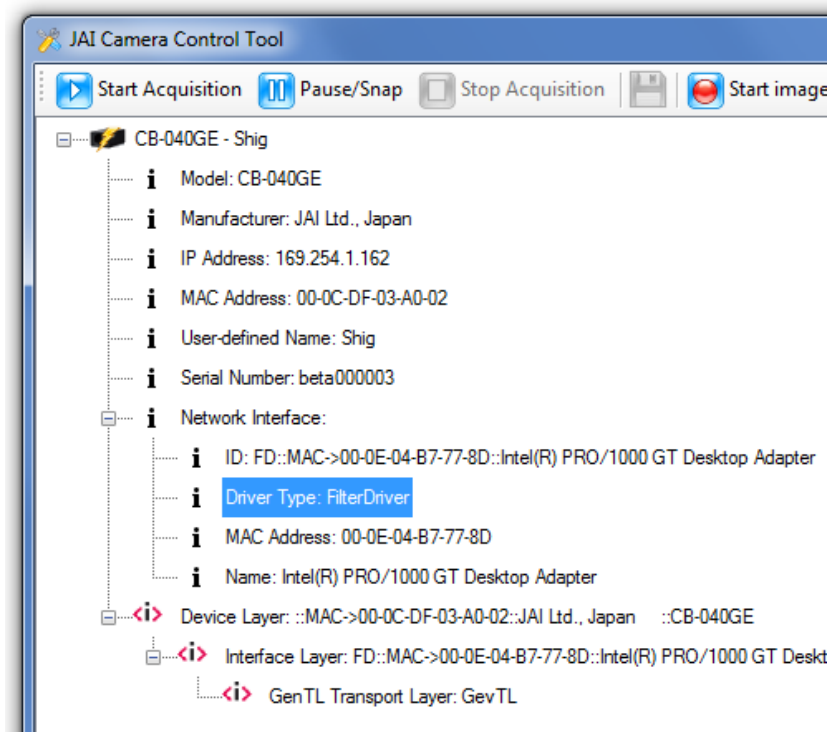 JAI Camera Control Tool
Start Acquisition Pause/Snap Stop Acquisition Start image
CB-040GE - Shig
Model: CB-040GE
Manufacturer: JAI Ltd., Japan
IP Address: 169.254.1.162
MAC Address: 00-0C-DF-03-A0-02
User-defined Name: Shig
Serial Number: beta000003
Network Interface:
ID: FD::MAC->00-0E-04-B7-77-8D::Intel(R) PRO/1000 GT Desktop Adapter
Driver Type: FilterDriver
MAC Address: 00-0E-04-B7-77-8D
Name: Intel(R) PRO/1000 GT Desktop Adapter
Device Layer: ::MAC->00-0C-DF-03-A0-02::JAI Ltd., Japan ::CB-040GE
Interface Layer: FD::MAC->00-0E-04-B7-77-8D::Intel(R) PRO/1000 GT Deskt
GenTL Transport Layer: GevTL